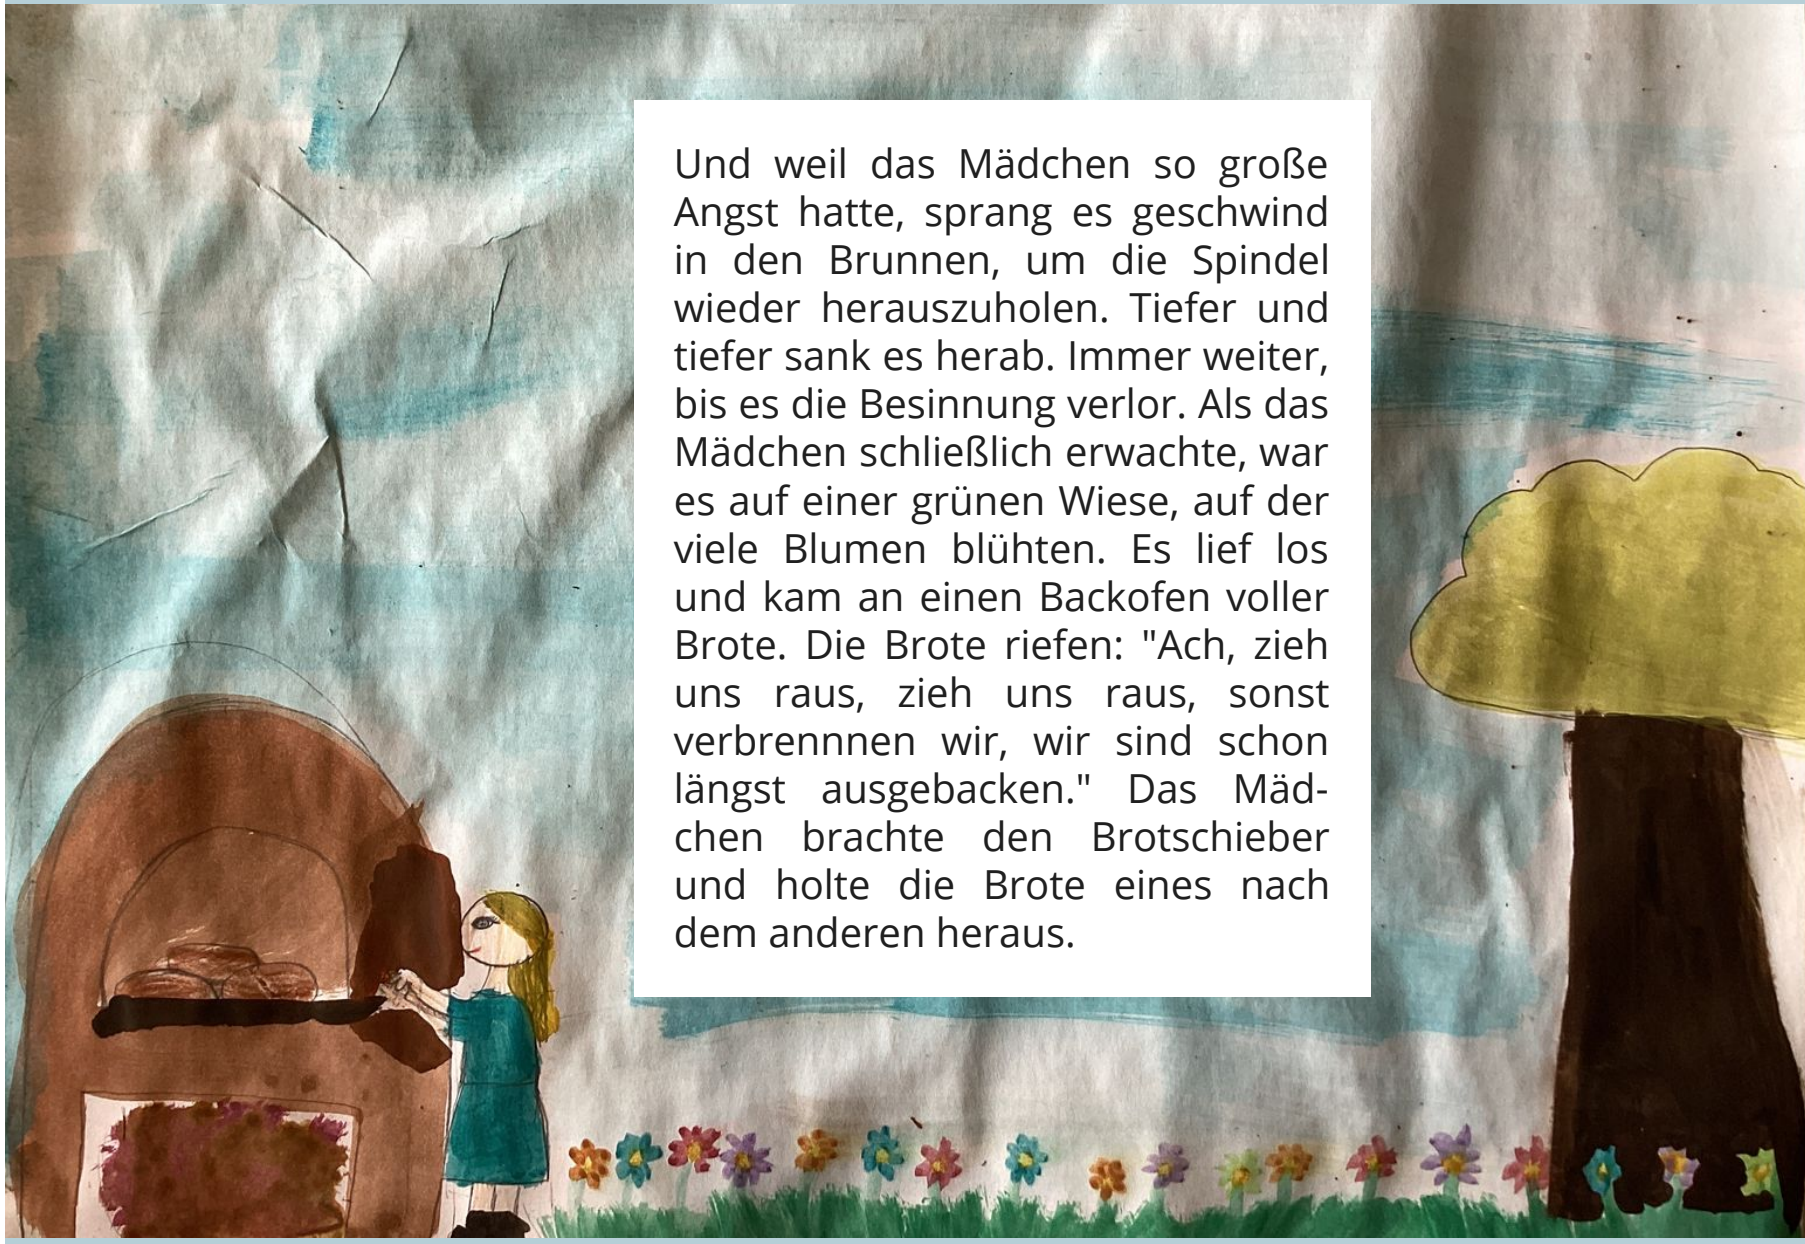 Und weil das Mädchen so große
Angst hatte, sprang es geschwind
in den Brunnen, um die Spindel
wieder herauszuholen. Tiefer und
tiefer sank es herab. Immer weiter,
bis es die Besinnung verlor. Als das
Mädchen schließlich erwachte, war
es auf einer grünen Wiese, auf der
viele Blumen blühten. Es lief los
und kam an einen Backofen voller
Brote. Die Brote riefen: "Ach, zieh
uns raus, zieh uns raus, sonst
verbrennnen wir, wir sind schon
längst ausgebacken." Das Mäd-
chen brachte den Brotschieber
und holte die Brote eines nach
dem anderen heraus.